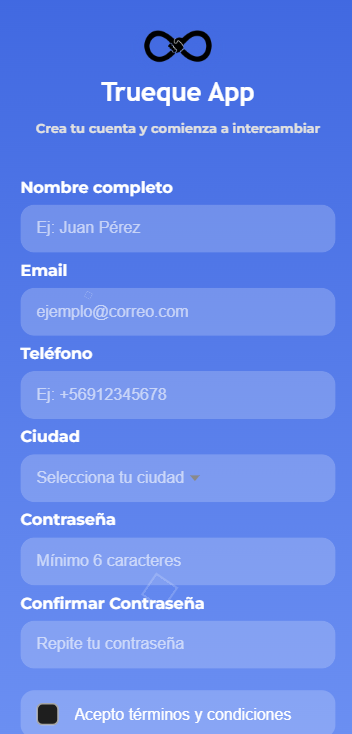 Trueque App
Crea tu cuenta y comienza a intercambiar
Nombre completo
Ej: Juan Pérez
Email
ejemplo@correo.com
Teléfono
Ej: +56912345678
Ciudad
Selecciona tu ciudad
Contraseña
Mínimo 6 caracteres
Confirmar Contraseña
Repite tu contraseña
Acepto términos y condiciones